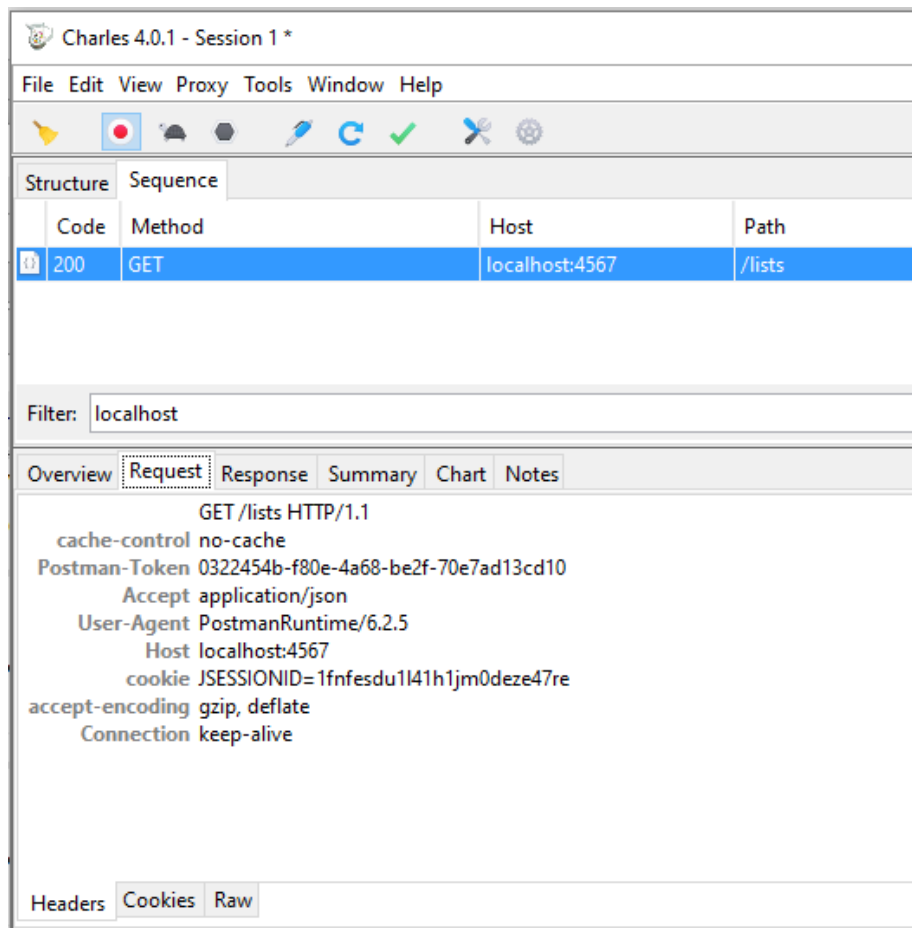 Charles 4.0.1 - Session 1 *
File Edit View Proxy Tools Window Help
Structure Sequence
Code Method Host Path
200 GET localhost:4567 /lists
Filter: localhost
Overview Request Response Summary Chart Notes
GET /lists HTTP/1.1
cache-control no-cache
Postman-Token 0322454b-f80e-4a68-be2f-70e7ad13cd10
Accept application/json
User-Agent PostmanRuntime/6.2.5
Host localhost:4567
cookie JSESSIONID=1fnfesdu1l41h1jm0deze47re
accept-encoding gzip, deflate
Connection keep-alive
Headers Cookies Raw